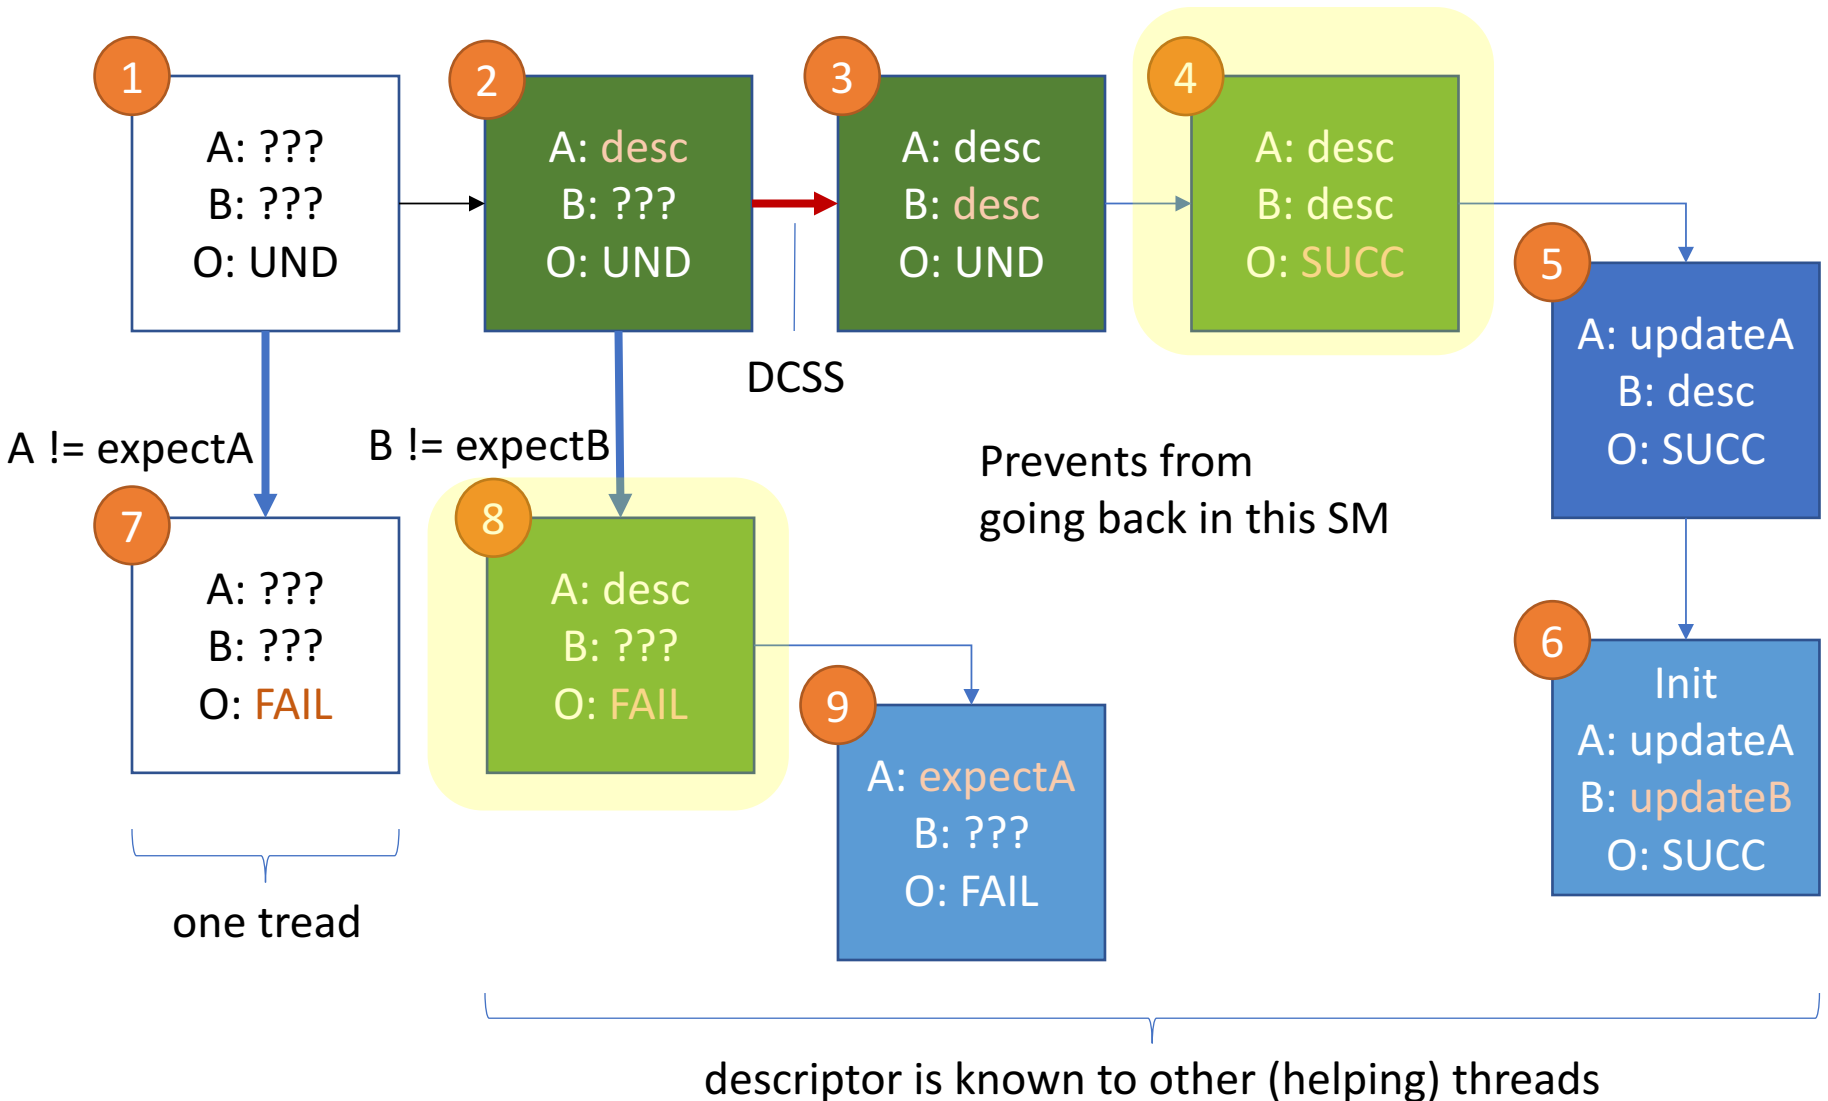 1
A: ???
B: ???
O: UND
2
A: desc
B: ???
O: UND
3
A: desc
B: desc
O: UND
4
A: desc
B: desc
O: SUCC
5
A: updateA
B: desc
O: SUCC
DCSS
A != expectA
B != expectB
Prevents from
going back in this SM
7
A: ???
B: ???
O: FAIL
8
A: desc
B: ???
O: FAIL
9
A: expectA
B: ???
O: FAIL
6
Init
A: updateA
B: updateB
O: SUCC
one tread
descriptor is known to other (helping) threads